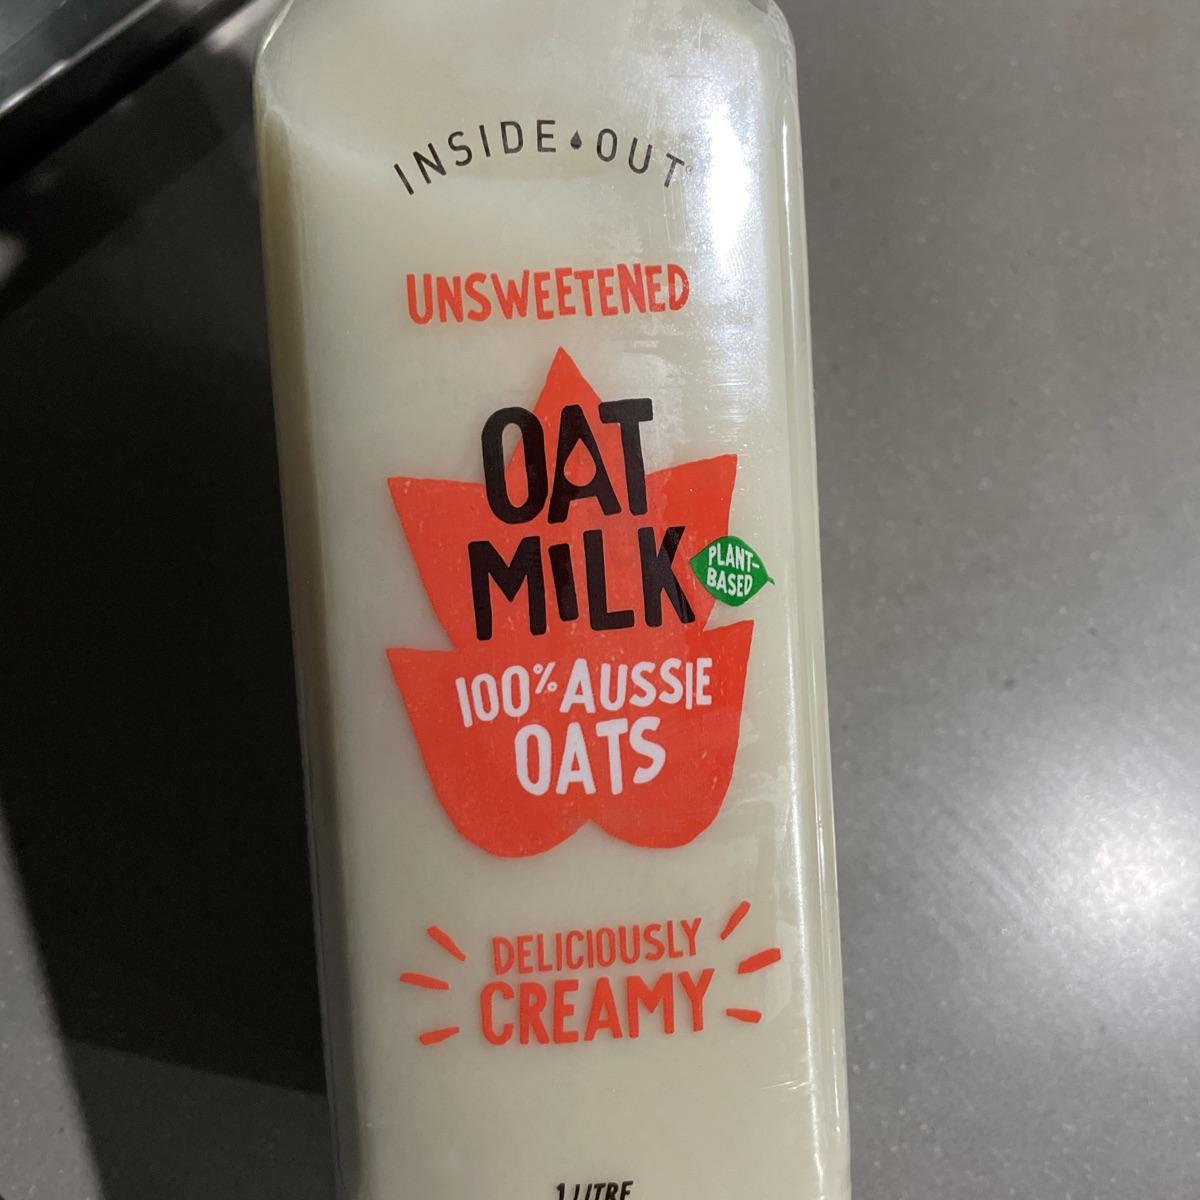 INSIDE OUT
UNSWEETENED
OAT
MILK
PLANT-
BASED
100% AUSSIE
OATS
DELICIOUSLY
CREAMY
1 LITRE